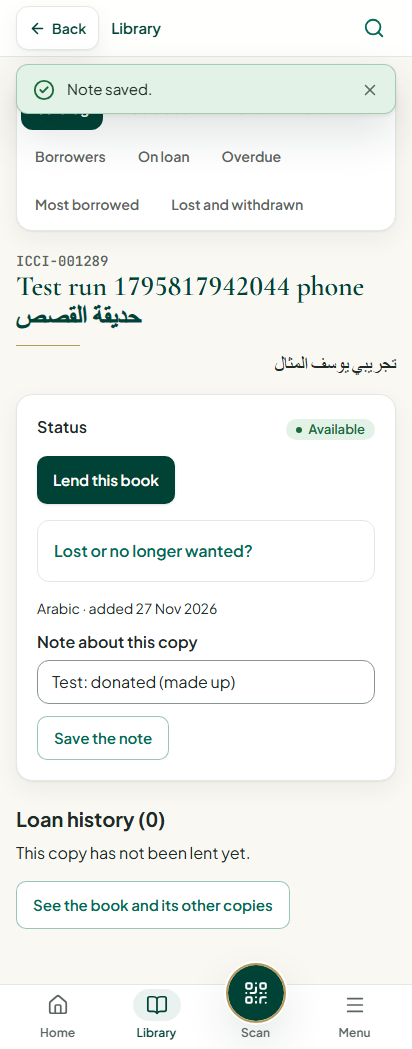 Back
Library
Note saved.
Borrowers
On loan
Overdue
Most borrowed
Lost and withdrawn
ICCI-001289
Test run 1795817942044 phone
حديقة القصص
تجريبي يوسف المثال
Status
Available
Lend this book
Lost or no longer wanted?
Arabic · added 27 Nov 2026
Note about this copy
Test: donated (made up)
Save the note
Loan history (0)
This copy has not been lent yet.
See the book and its other copies
Home
Library
Scan
Menu